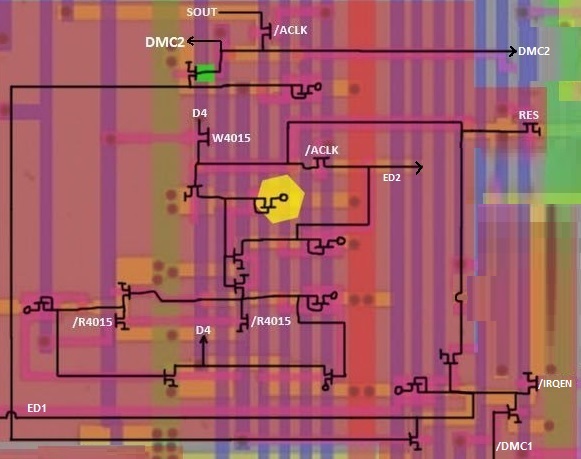 SOUT
/ACLK
DMC2
DMC2
D4
W4015
RES
/ACLK
ED2
/R4015
/R4015
D4
/IRQEN
ED1
/DMC1